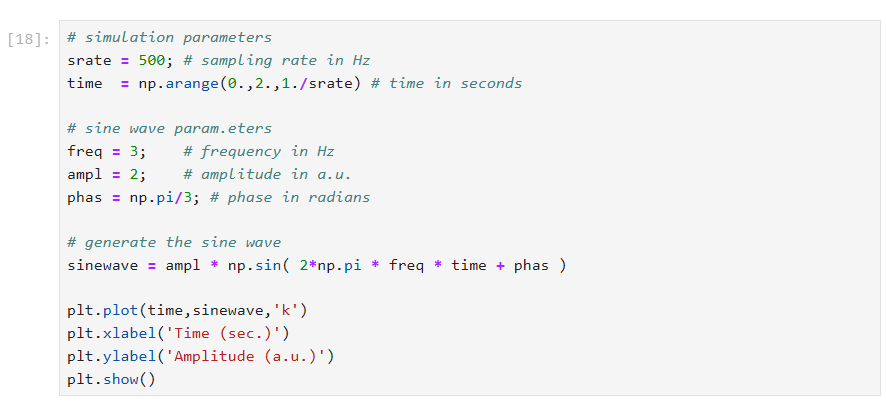 [18]: # simulation parameters
srate = 500; # sampling rate in Hz
time  = np.arange(0.,2.,1./srate) # time in seconds

# sine wave param.eters
freq = 3;    # frequency in Hz
ampl = 2;    # amplitude in a.u.
phas = np.pi/3; # phase in radians

# generate the sine wave
sinewave = ampl * np.sin( 2*np.pi * freq * time + phas )

plt.plot(time,sinewave,'k')
plt.xlabel('Time (sec.)')
plt.ylabel('Amplitude (a.u.)')
plt.show()